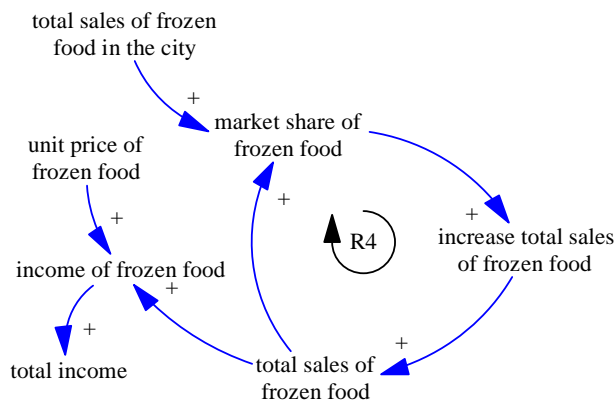 total sales of frozen
food in the city
+
market share of
frozen food
unit price of
frozen food
+
+
+
R4
increase total sales
of frozen food
income of frozen food
+
+
+
total income
total sales of
frozen food